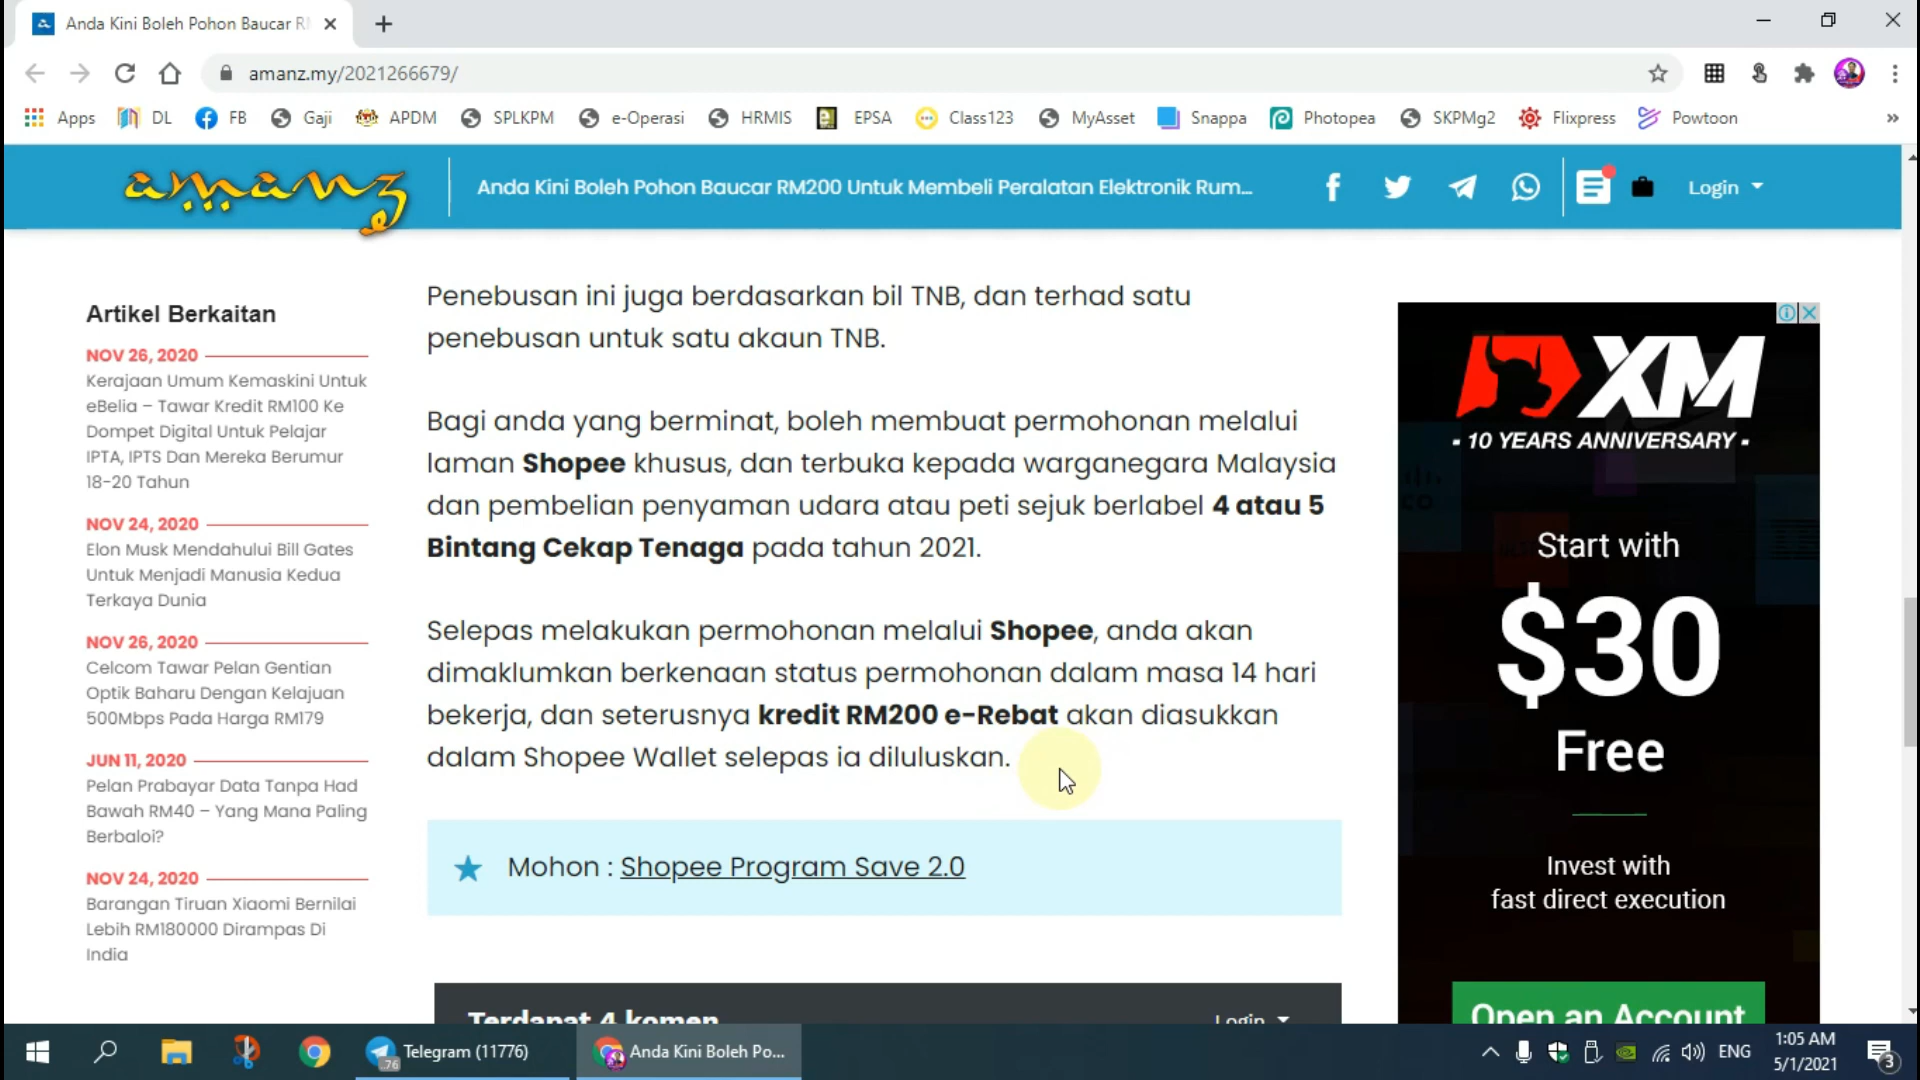 Anda Kini Boleh Pohon Baucar R
amanz.my/2021266679/
Apps DL FB Gaji APDM SPLKPM e-Operasi HRMIS EPSA Class123 MyAsset Snappa Photopea SKPMg2 Flixpress Powtoon »
amanz
Anda Kini Boleh Pohon Baucar RM200 Untuk Membeli Peralatan Elektronik Rum...
Login
Artikel Berkaitan
NOV 26, 2020
Kerajaan Umum Kemaskini Untuk
eBelia – Tawar Kredit RM100 Ke
Dompet Digital Untuk Pelajar
IPTA, IPTS Dan Mereka Berumur
18-20 Tahun
NOV 24, 2020
Elon Musk Mendahului Bill Gates
Untuk Menjadi Manusia Kedua
Terkaya Dunia
NOV 26, 2020
Celcom Tawar Pelan Gentian
Optik Baharu Dengan Kelajuan
500Mbps Pada Harga RM179
JUN 11, 2020
Pelan Prabayar Data Tanpa Had
Bawah RM40 – Yang Mana Paling
Berbaloi?
NOV 24, 2020
Barangan Tiruan Xiaomi Bernilai
Lebih RM180000 Dirampas Di
India
Penebusan ini juga berdasarkan bil TNB, dan terhad satu
penebusan untuk satu akaun TNB.
Bagi anda yang berminat, boleh membuat permohonan melalui
laman Shopee khusus, dan terbuka kepada warganegara Malaysia
dan pembelian penyaman udara atau peti sejuk berlabel 4 atau 5
Bintang Cekap Tenaga pada tahun 2021.
Selepas melakukan permohonan melalui Shopee, anda akan
dimaklumkan berkenaan status permohonan dalam masa 14 hari
bekerja, dan seterusnya kredit RM200 e-Rebat akan diasukkan
dalam Shopee Wallet selepas ia diluluskan.
Mohon : Shopee Program Save 2.0
Terdapat 4 komen
Login
XM
- 10 YEARS ANNIVERSARY -
Start with
$30
Free
Invest with
fast direct execution
Open an Account
Telegram (11776)
76
Anda Kini Boleh Po...
ENG
1:05 AM
5/1/2021
3